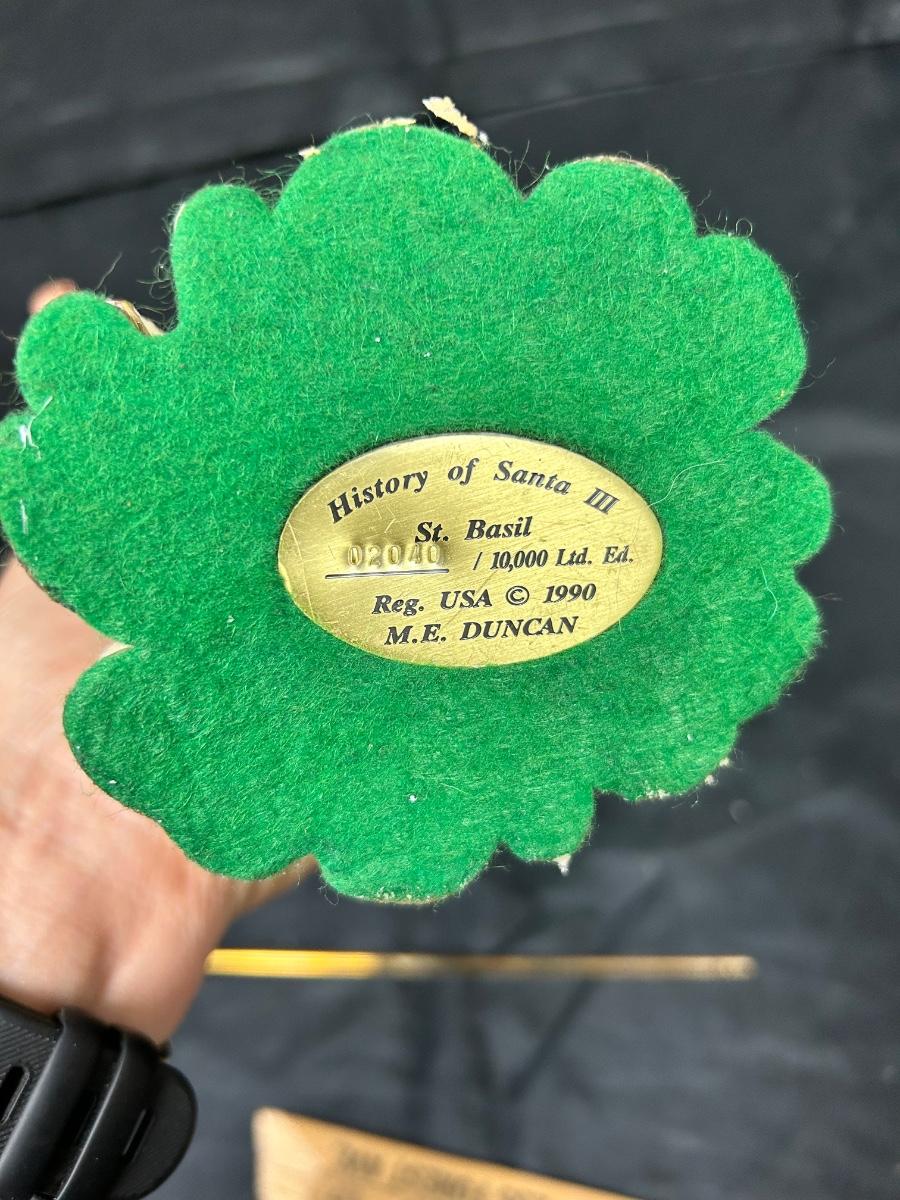 History of Santa III
St. Basil
02040 / 10,000 Ltd. Ed.
Reg. USA © 1990
M.E. DUNCAN